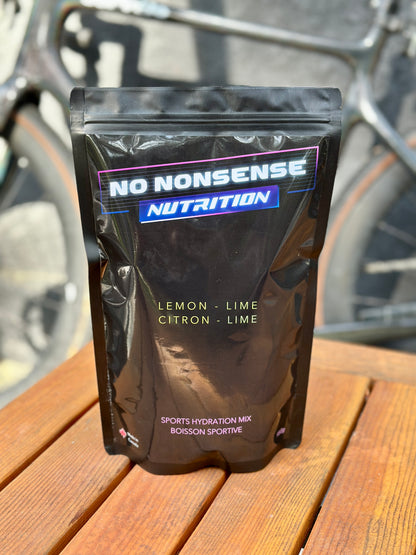 NO NONSENSE
NUTRITION
LEMON - LIME
CITRON - LIME
SPORTS HYDRATION MIX
BOISSON SPORTIVE